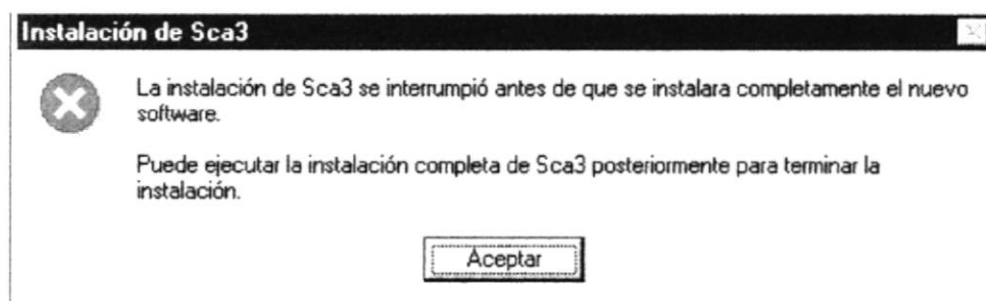 Instalación de Sca3
La instalación de Sca3 se interrumpió antes de que se instalara completamente el nuevo
software.
Puede ejecutar la instalación completa de Sca3 posteriormente para terminar la
instalación.
Aceptar